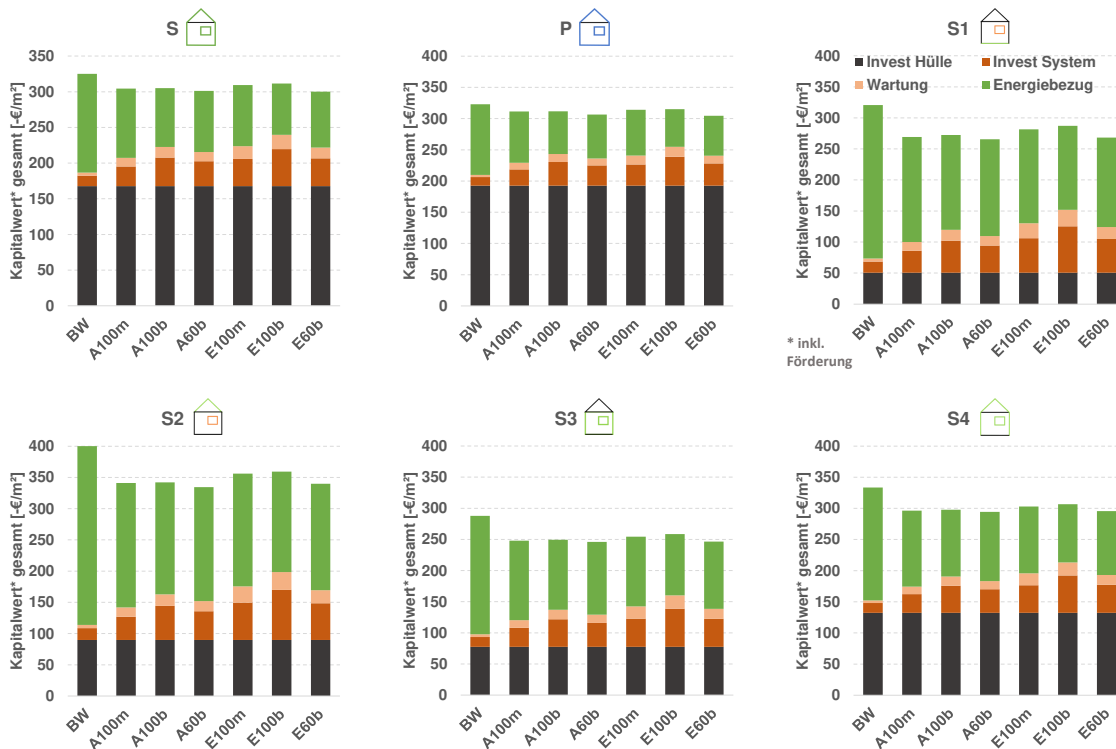 S
Kapitalwert* gesamt [-€/m²]
350
300
250
200
150
100
50
0
BW
A100m
A100b
A60b
E100m
E100b
E60b
P
Kapitalwert* gesamt [-€/m²]
400
350
300
250
200
150
100
50
0
BW
A100m
A100b
A60b
E100m
E100b
E60b
S1
Kapitalwert* gesamt [-€/m²]
400
350
300
250
200
150
100
50
0
Invest Hülle
Invest System
Wartung
Energiebezug
BW
A100m
A100b
A60b
E100m
E100b
E60b
* inkl.
Förderung
S2
Kapitalwert* gesamt [-€/m²]
400
350
300
250
200
150
100
50
0
BW
A100m
A100b
A60b
E100m
E100b
E60b
S3
Kapitalwert* gesamt [-€/m²]
400
350
300
250
200
150
100
50
0
BW
A100m
A100b
A60b
E100m
E100b
E60b
S4
Kapitalwert* gesamt [-€/m²]
400
350
300
250
200
150
100
50
0
BW
A100m
A100b
A60b
E100m
E100b
E60b